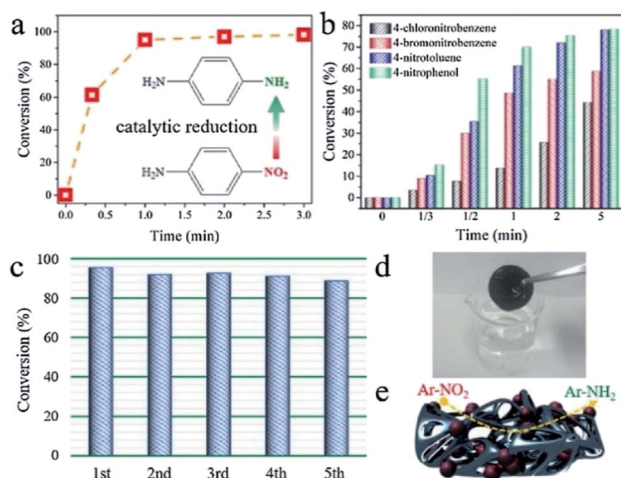 a
Conversion (%)
100
80
60
40
20
0
0.0 0.5 1.0 1.5 2.0 2.5 3.0
Time (min)
H₂N
NH₂
catalytic reduction
H₂N
NO₂
b
Conversion (%)
80
70
60
50
40
30
20
10
0
4-chloronitrobenzene
4-bromonitrobenzene
4-nitrotoluene
4-nitrophenol
0 1/3 1/2 1 2 5
Time (min)
c
Conversion (%)
100
80
60
40
20
0
1st 2nd 3rd 4th 5th
d
e
Ar-NO₂
Ar-NH₂